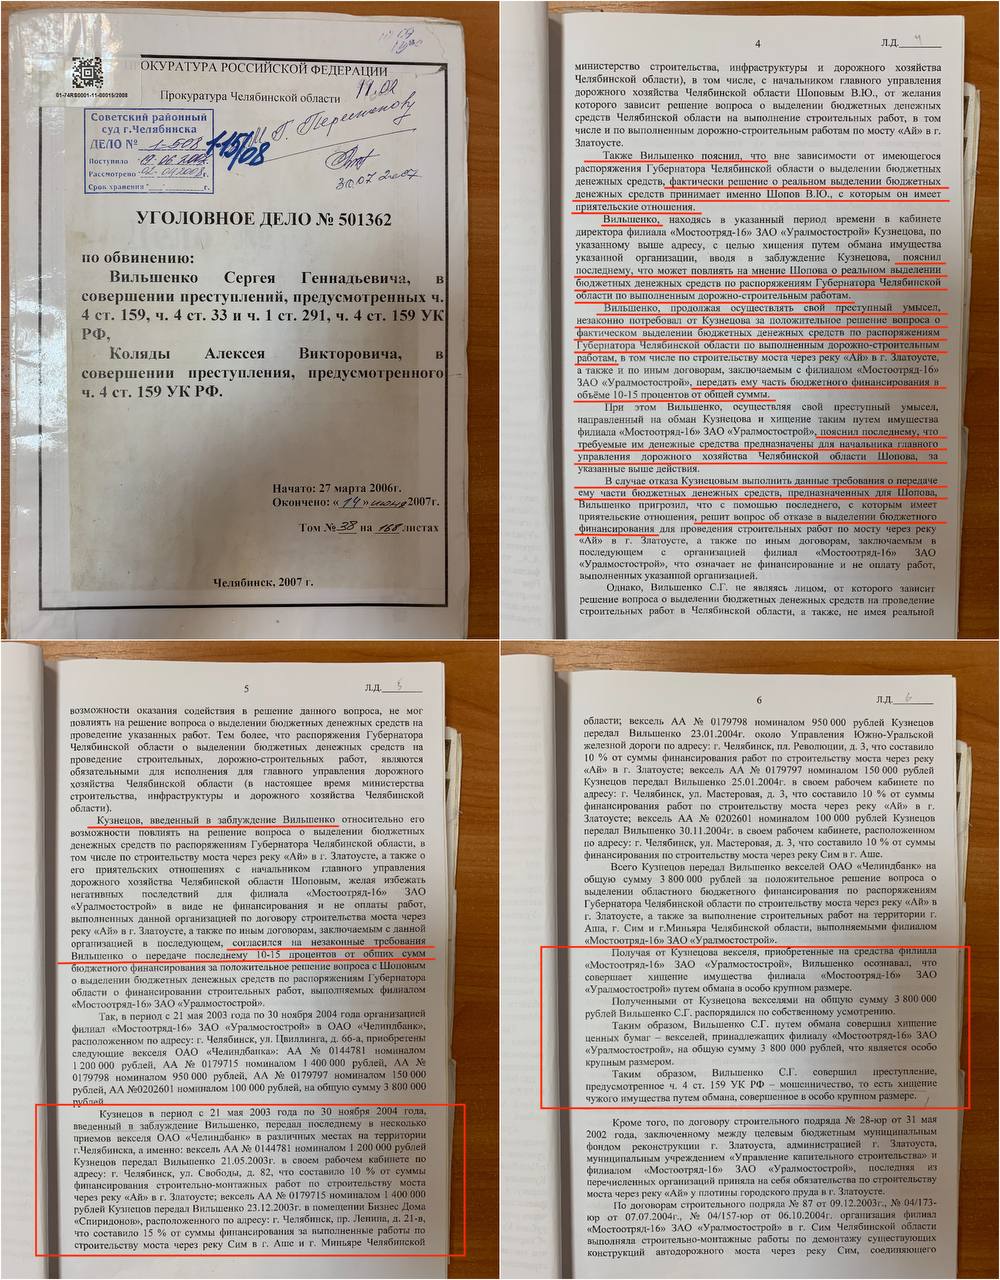 ПРОКУРАТУРА РОССИЙСКОЙ ФЕДЕРАЦИИ
01-74RS0001-11-00015/2008
Прокуратура Челябинской области
19.02
Советский районный
суд г.Челябинска
ДЕЛО № 1-508
1-15/08
Поступило 19.06.2007
Рассмотрено 02.04.2008г.
Срок хранения "__"______г.
30.07.2007
УГОЛОВНОЕ ДЕЛО № 501362
по обвинению:
Вильшенко Сергея Геннадьевича, в
совершении преступлений, предусмотренных ч.
4 ст. 159, ч. 4 ст. 33 и ч. 1 ст. 291, ч. 4 ст. 159 УК
РФ,
Коляды Алексея Викторовича, в
совершении преступления, предусмотренного
ч. 4 ст. 159 УК РФ.
Начато: 27 марта 2006г.
Окончено: «14» июня 2007г.
Том № 38 на 168 листах
Челябинск, 2007 г.
4 Л.Д. 4
министерство строительства, инфраструктуры и дорожного хозяйства
Челябинской области), в том числе, с начальником главного управления
дорожного хозяйства Челябинской области Шоповым В.Ю., от желания
которого зависит решение вопроса о выделении бюджетных денежных
средств Челябинской области на выполнение строительных работ, в том
числе и по выполненным дорожно-строительным работам по мосту «Ай» в г.
Златоусте.
Также Вильшенко пояснил, что вне зависимости от имеющегося
распоряжения Губернатора Челябинской области о выделении бюджетных
денежных средств, фактически решение о реальном выделении бюджетных
денежных средств принимает именно Шопов В.Ю., с которым он имеет
приятельские отношения.
Вильшенко, находясь в указанный период времени в кабинете
директора филиала «Мостоотряд-16» ЗАО «Уралмостострой» Кузнецова, по
указанному выше адресу, с целью хищения путем обмана имущества
указанной организации, вводя в заблуждение Кузнецова, пояснил
последнему, что может повлиять на мнение Шопова о реальном выделении
бюджетных денежных средств по распоряжениям Губернатора Челябинской
области по выполненным дорожно-строительным работам.
Вильшенко, продолжая осуществлять свой преступный умысел,
незаконно потребовал от Кузнецова за положительное решение вопроса о
фактическом выделении бюджетных денежных средств по распоряжениям
Губернатора Челябинской области по выполненным дорожно-строительным
работам, в том числе по строительству моста через реку «Ай» в г. Златоусте,
а также и по иным договорам, заключаемым с филиалом «Мостоотряд-16»
ЗАО «Уралмостострой», передать ему часть бюджетного финансирования в
объёме 10-15 процентов от общей суммы.
При этом Вильшенко, осуществляя свой преступный умысел,
направленный на обман Кузнецова и хищение таким путем имущества
филиала «Мостоотряд-16» ЗАО «Уралмостострой», пояснил последнему, что
требуемые им денежные средства предназначены для начальника главного
управления дорожного хозяйства Челябинской области Шопова, за
указанные выше действия.
В случае отказа Кузнецовым выполнить данные требования о передаче
ему части бюджетных денежных средств, предназначенных для Шопова,
Вильшенко пригрозил, что с помощью последнего, с которым он имеет
приятельские отношения, решит вопрос об отказе в выделении бюджетного
финансирования для проведения строительных работ по мосту через реку
«Ай» в г. Златоусте, а также по иным договорам, заключаемым в
последующем с организацией филиал «Мостоотряд-16» ЗАО
«Уралмостострой», что означает не финансирование и не оплату работ,
выполненных указанной организацией.
Однако, Вильшенко С.Г. не являясь лицом, от которого зависит
решение вопроса о выделении бюджетных денежных средств на проведение
строительных работ в Челябинской области, а также, не имея реальной
5 Л.Д. 5
возможности оказания содействия в решение данного вопроса, не мог
повлиять на решение вопроса о выделении бюджетных денежных средств на
проведение указанных работ. Тем более, что распоряжения Губернатора
Челябинской области о выделении бюджетных денежных средств на
проведение строительных, дорожно-строительных работ, являются
обязательными для исполнения для главного управления дорожного
хозяйства Челябинской области (в настоящее время министерства
строительства, инфраструктуры и дорожного хозяйства Челябинской
области).
Кузнецов, введенный в заблуждение Вильшенко относительно его
возможности повлиять на решение вопроса о выделении бюджетных
денежных средств по распоряжениям Губернатора Челябинской области, в
том числе по строительству моста через реку «Ай» в г. Златоусте, а также о
его приятельских отношениях с начальником главного управления
дорожного хозяйства Челябинской области Шоповым, желая избежать
негативных последствий для филиала «Мостоотряд-16» ЗАО
«Уралмостострой» в виде не финансирования и не оплаты работ,
выполненных данной организацией по договору строительства моста через
реку «Ай» в г. Златоусте, а также по иным договорам, заключаемым с данной
организацией в последующем, согласился на незаконные требования
Вильшенко о передаче последнему 10-15 процентов от общих сумм
бюджетного финансирования за положительное решение вопроса с Шоповым
о выделении бюджетных денежных средств по распоряжениям Губернатора
области о финансировании строительных работ, выполняемых филиалом
«Мостоотряд-16» ЗАО «Уралмостострой».
Так, в период с 21 мая 2003 года по 30 ноября 2004 года организацией
филиал «Мостоотряд-16» ЗАО «Уралмостострой» в ОАО «Челиндбанк»,
расположенном по адресу: г. Челябинск, ул. Цвиллинга, д. 66-а, приобретены
следующие векселя ОАО «Челиндбанка»: АА № 0144781 номиналом
1 200 000 рублей, АА № 0179715 номиналом 1 400 000 рублей, АА №
0179798 номиналом 950 000 рублей, АА № 0179797 номиналом 150 000
рублей, АА №0202601 номиналом 100 000 рублей, на общую сумму 3 800 000
рублей.
Кузнецов в период с 21 мая 2003 года по 30 ноября 2004 года,
введенный в заблуждение Вильшенко, передал последнему в несколько
приемов векселя ОАО «Челиндбанк» в различных местах на территории
г.Челябинска, а именно: вексель АА № 0144781 номиналом 1 200 000 рублей
Кузнецов передал Вильшенко 21.05.2003г. в своем рабочем кабинете по
адресу: г. Челябинск, ул. Свободы, д. 82, что составило 10 % от суммы
финансирования строительно-монтажных работ по строительству моста
через реку «Ай» в г. Златоусте; вексель АА № 0179715 номиналом 1 400 000
рублей Кузнецов передал Вильшенко 23.12.2003г. в помещении Бизнес Дома
«Спиридонов», расположенного по адресу: г. Челябинск, пр. Ленина, д. 21-в,
что составило 15 % от суммы финансирования за выполненные работы по
строительству моста через реку Сим в г. Аше и г. Миньяре Челябинской
6 Л.Д. 6
области; вексель АА № 0179798 номиналом 950 000 рублей Кузнецов
передал Вильшенко 23.01.2004г. около Управления Южно-Уральской
железной дороги по адресу: г. Челябинск, пл. Революции, д. 3, что составило
10 % от суммы финансирования работ по строительству моста через реку
«Ай» в г. Златоусте; вексель АА № 0179797 номиналом 150 000 рублей
Кузнецов передал Вильшенко 25.01.2004г. в своем рабочем кабинете по
адресу: г. Челябинск, ул. Мастеровая, д. 3, что составило 10 % от суммы
финансирования работ по строительству моста через реку «Ай» в г.
Златоусте; вексель АА № 0202601 номиналом 100 000 рублей Кузнецов
передал Вильшенко 30.11.2004г. в своем рабочем кабинете, расположенном
по адресу: г. Челябинск, ул. Мастеровая, д. 3, что составило 10 % от суммы
финансирования по строительству моста через реку Сим в г. Аше.
Всего Кузнецов передал Вильшенко векселей ОАО «Челиндбанк» на
общую сумму 3 800 000 рублей за положительное решение вопроса о
выделении областного бюджетного финансирования по распоряжениям
Губернатора Челябинской области по строительству моста через реку «Ай» в
г. Златоусте, а также за выполнение строительных работ на территории г.
Аша, г. Сим и г.Миньяра Челябинской области, выполняемыми филиалом
«Мостоотряд-16» ЗАО «Уралмостострой».
Получая от Кузнецова векселя, приобретенные на средства филиала
«Мостоотряд-16» ЗАО «Уралмостострой», Вильшенко осознавал, что
совершает хищение имущества филиала «Мостоотряд-16» ЗАО
«Уралмостострой» путем обмана в особо крупном размере.
Полученными от Кузнецова векселями на общую сумму 3 800 000
рублей Вильшенко С.Г. распорядился по собственному усмотрению.
Таким образом, Вильшенко С.Г. путем обмана совершил хищение
ценных бумаг – векселей, принадлежащих филиалу «Мостоотряд-16» ЗАО
«Уралмостострой», на общую сумму 3 800 000 рублей, что является особо
крупным размером.
Таким образом, Вильшенко С.Г. совершил преступление,
предусмотренное ч. 4 ст. 159 УК РФ – мошенничество, то есть хищение
чужого имущества путем обмана, совершенное в особо крупном размере.
Кроме того, по договору строительного подряда № 28-юр от 31 мая
2002 года, заключенному между целевым бюджетным муниципальным
фондом реконструкции г. Златоуста, администрацией г. Златоуста,
муниципальным учреждением «Управление капительного строительства» и
филиалом «Мостоотряд-16» ЗАО «Уралмостострой», последняя из
перечисленных организаций приняла на себя обязательства по строительству
моста через реку «Ай» у плотины городского пруда в г. Златоусте.
По договорам строительного подряда № 87 от 09.12.2003г., № 04/173-
юр от 07.07.2004г., № 04/157-юр от 06.10.2004г. организация филиал
«Мостоотряд-16» ЗАО «Уралмостострой» в г. Сим Челябинской области
выполняла строительно-монтажные работы по демонтажу существующих
конструкций автодорожного моста через реку Сим, соединяющего